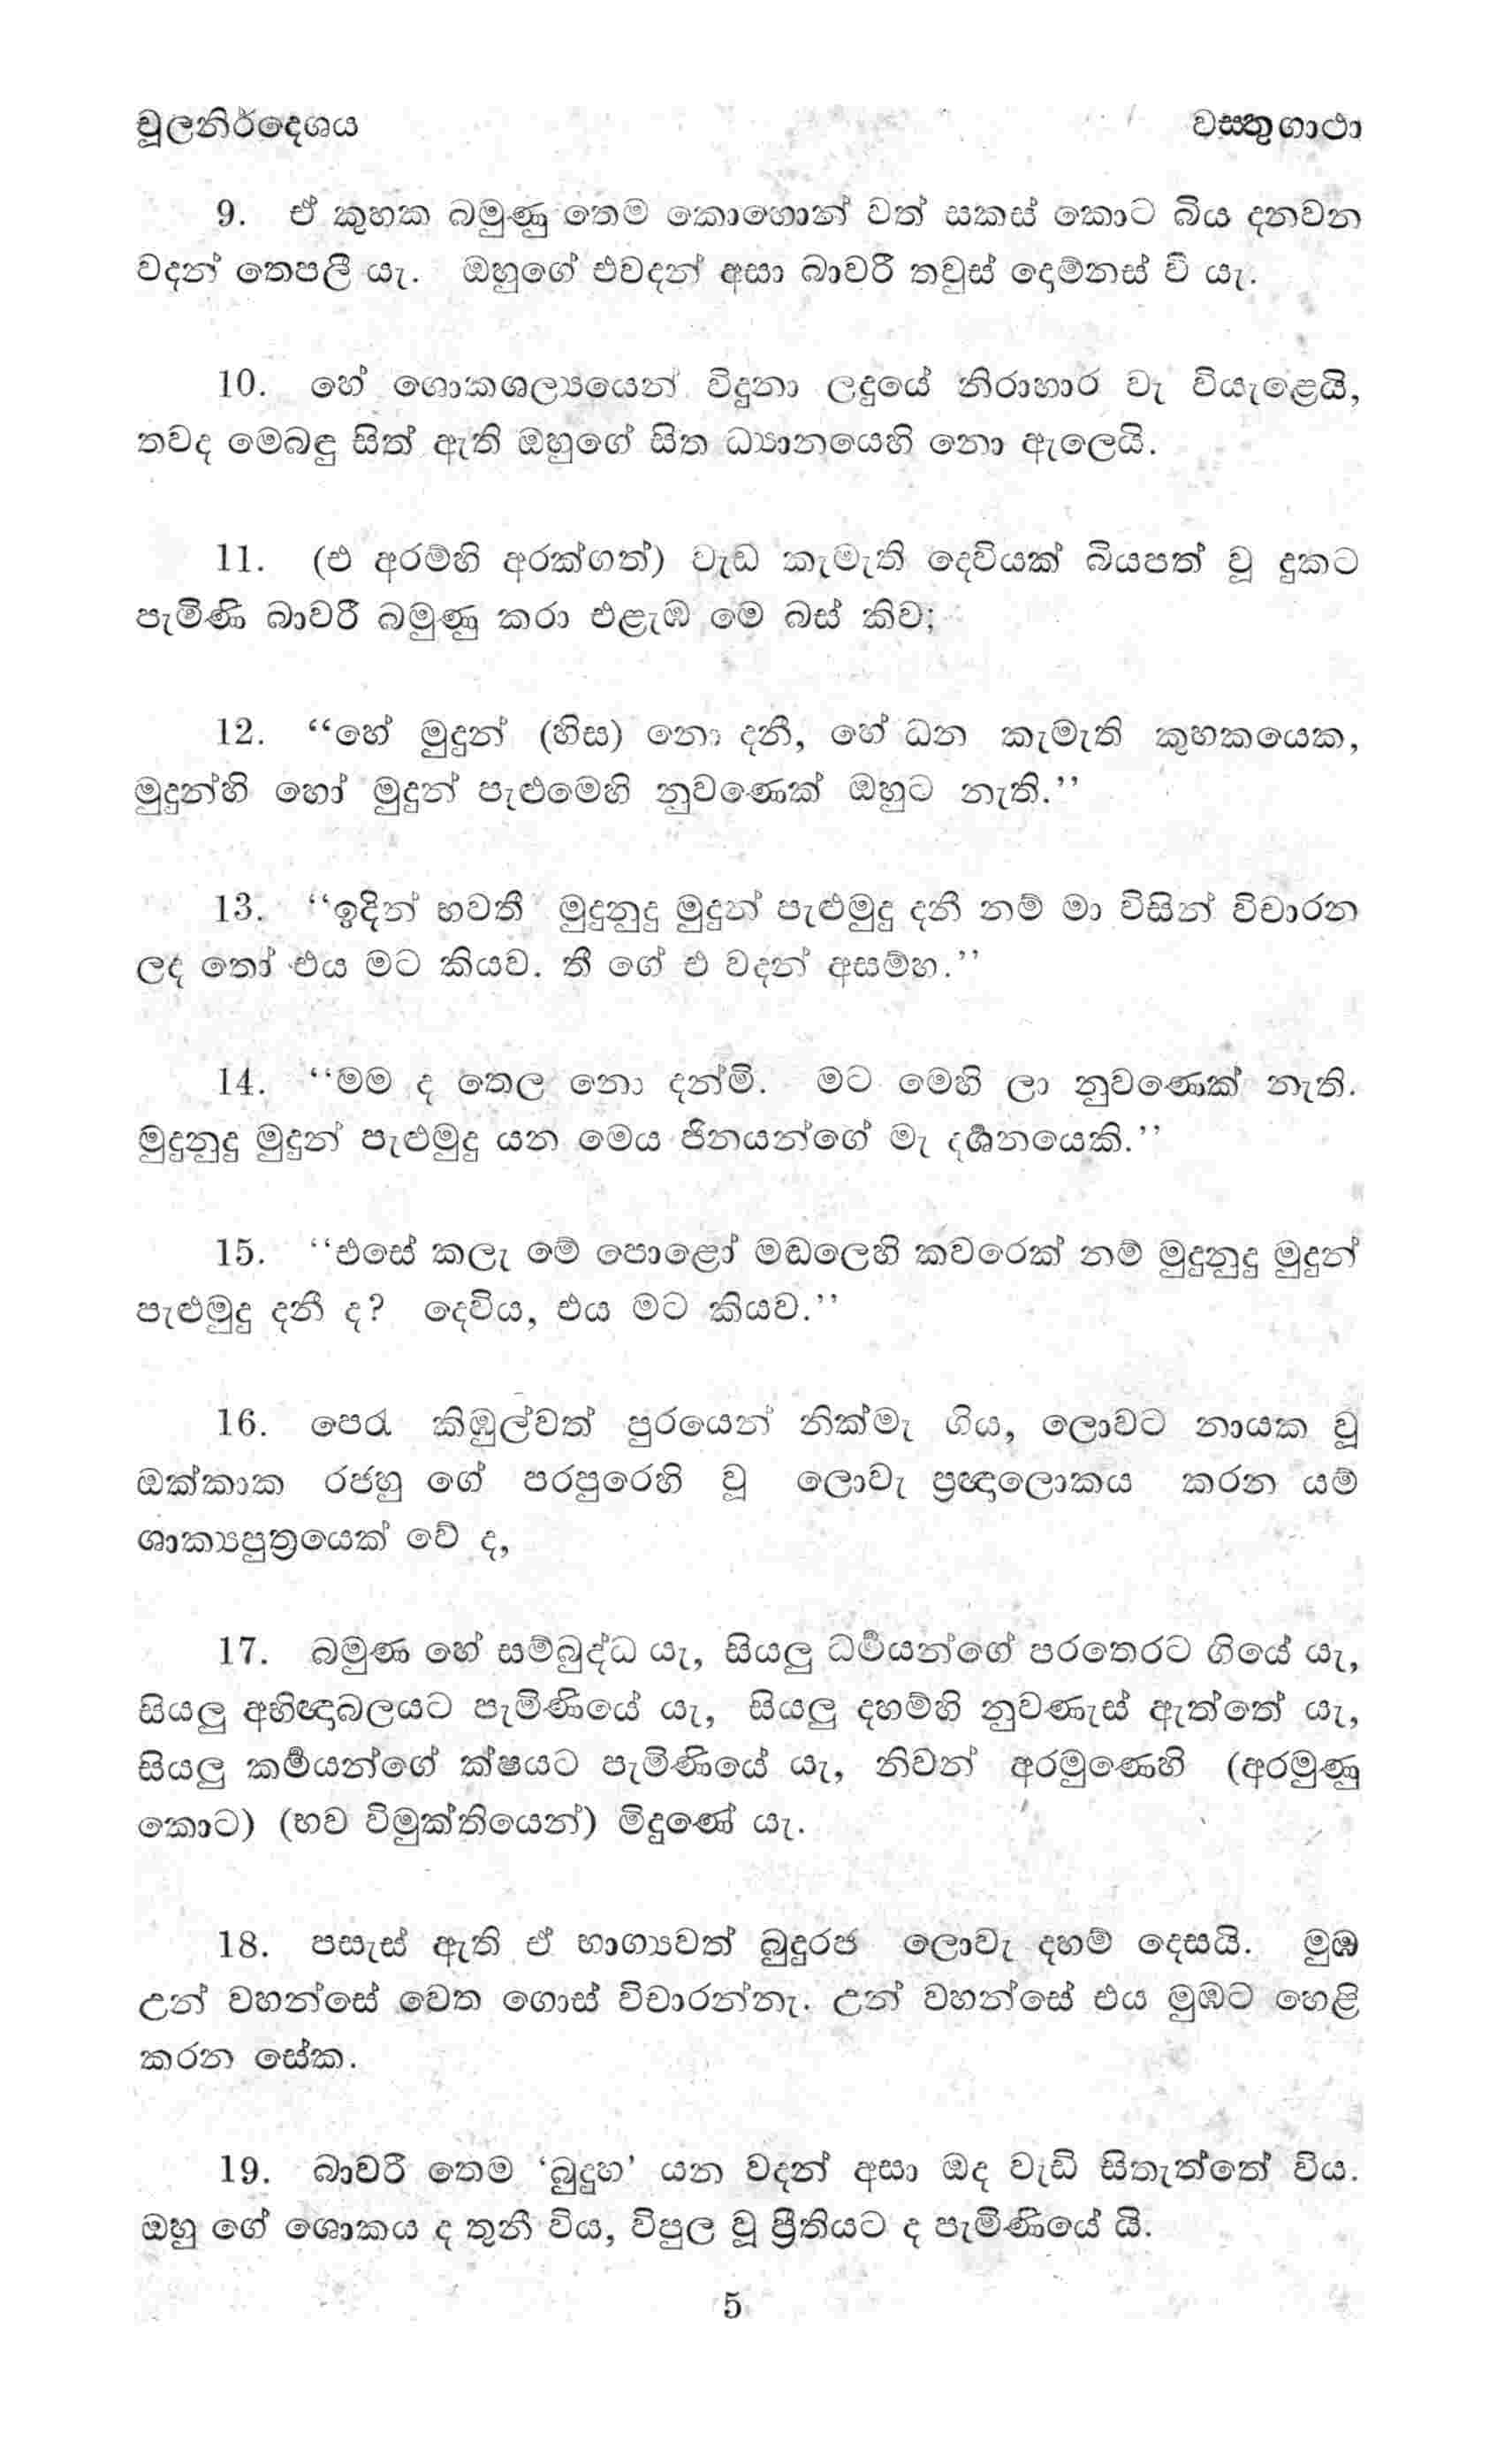 චූලනිර්දෙශය වස්තුගාථා
9. ඒ කුහක බමුණු තෙම කොහොන් වත් සකස් කොට බිය දනවන
වදන් තෙපලී යැ. ඔහුගේ එවදන් අසා බාවරී තවුස් දොම්නස් වී යැ.
10. හේ ශොකශල්‍යයෙන් විදුනා ලදුයේ නිරාහාර වැ වියැළෙයි,
තවද මෙබඳු සිත් ඇති ඔහුගේ සිත ධ්‍යානයෙහි නො ඇලෙයි.
11. (එ අරම්හි අරක්ගත්) වැඩ කැමැති දෙවියක් බියපත් වූ දුකට
පැමිණි බාවරී බමුණු කරා එළැඹ මෙ බස් කිව;
12. ‘‘හේ මුදුන් (හිස) නො දනී, හේ ධන කැමැති කුහකයෙක,
මුදුන්හි හෝ මුදුන් පැළුමෙහි නුවණෙක් ඔහුට නැති.’’
13. ‘‘ඉදින් භවතී මුදුනුදු මුදුන් පැළුමුදු දනී නම් මා විසින් විචාරන
ලද තෝ එය මට කියව. තී ගේ එ වදන් අසම්හ.’’
14. ‘‘මම ද තෙල නො දන්මි. මට මෙහි ලා නුවණෙක් නැති.
මුදුනුදු මුදුන් පැළුමුදු යන මෙය ජිනයන්ගේ මැ දර්‍ශනයෙකි.’’
15. ‘‘එසේ කලැ මේ පොළෝ මඬලෙහි කවරෙක් නම් මුදුනුදු මුදුන්
පැළුමුදු දනී ද? දෙවිය, එය මට කියව.’’
16. පෙරැ කිඹුල්වත් පුරයෙන් නික්මැ ගිය, ලොවට නායක වූ
ඔක්කාක රජහු ගේ පරපුරෙහි වූ ලොවැ ප්‍රඥාලොකය කරන යම්
ශාක්‍යපුත්‍රයෙක් වේ ද,
17. බමුණ හේ සම්බුද්ධ යැ, සියලු ධර්‍මයන්ගේ පරතෙරට ගියේ යැ,
සියලු අභිඥාබලයට පැමිණියේ යැ, සියලු දහම්හි නුවණැස් ඇත්තේ යැ,
සියලු කර්‍මයන්ගේ ක්ෂයට පැමිණියේ යැ, නිවන් අරමුණෙහි (අරමුණු
කොට) (භව විමුක්තියෙන්) මිදුණේ යැ.
18. පසැස් ඇති ඒ භාග්‍යවත් බුදුරජ ලොවැ දහම් දෙසයි. මුඹ
උන් වහන්සේ වෙත ගොස් විචාරන්නැ. උන් වහන්සේ එය මුඹට හෙළි
කරන සේක.
19. බාවරී තෙම ‘බුදුහ’ යන වදන් අසා ඔද වැඩි සිතැත්තේ විය.
ඔහු ගේ ශොකය ද තුනී විය, විපුල වූ ප්‍රීතියට ද පැමිණියේ යි.
5